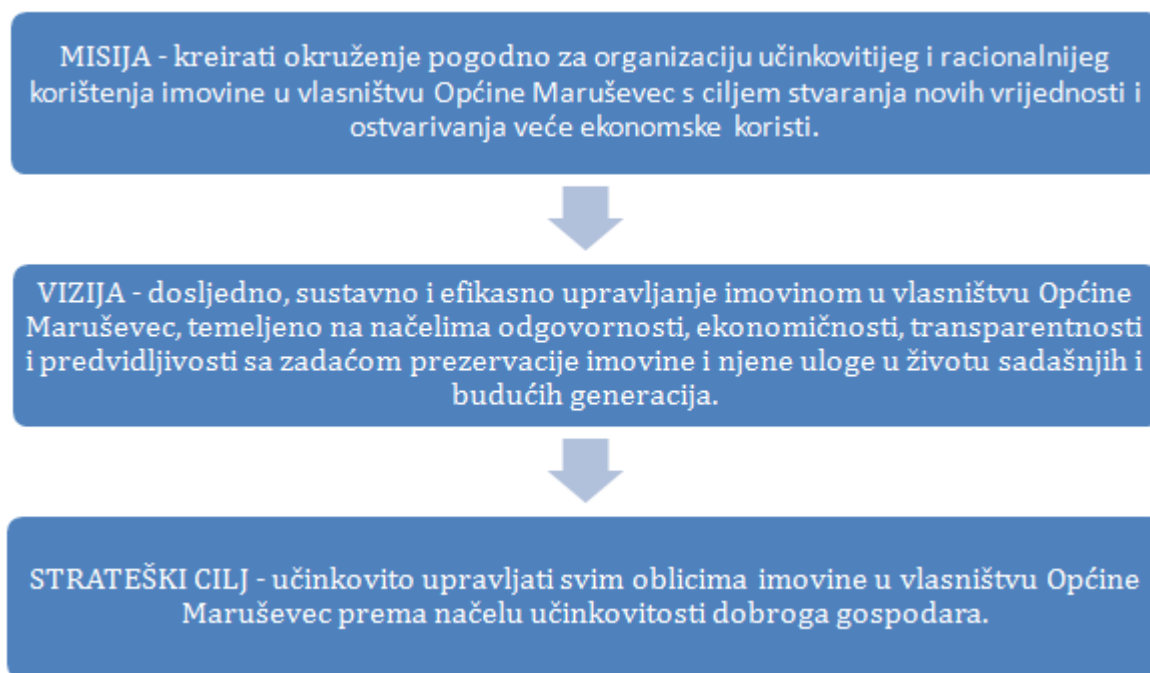 MISIJA - kreirati okruženje pogodno za organizaciju učinkovitijeg i racionalnijeg
korištenja imovine u vlasništvu Općine Maruševec s ciljem stvaranja novih vrijednosti i
ostvarivanja veće ekonomske koristi.
VIZIJA - dosljedno, sustavno i efikasno upravljanje imovinom u vlasništvu Općine
Maruševec, temeljeno na načelima odgovornosti, ekonomičnosti, transparentnosti
i predvidljivosti sa zadaćom prezervacije imovine i njene uloge u životu sadašnjih i
budućih generacija.
STRATEŠKI CILJ - učinkovito upravljati svim oblicima imovine u vlasništvu Općine
Maruševec prema načelu učinkovitosti dobroga gospodara.